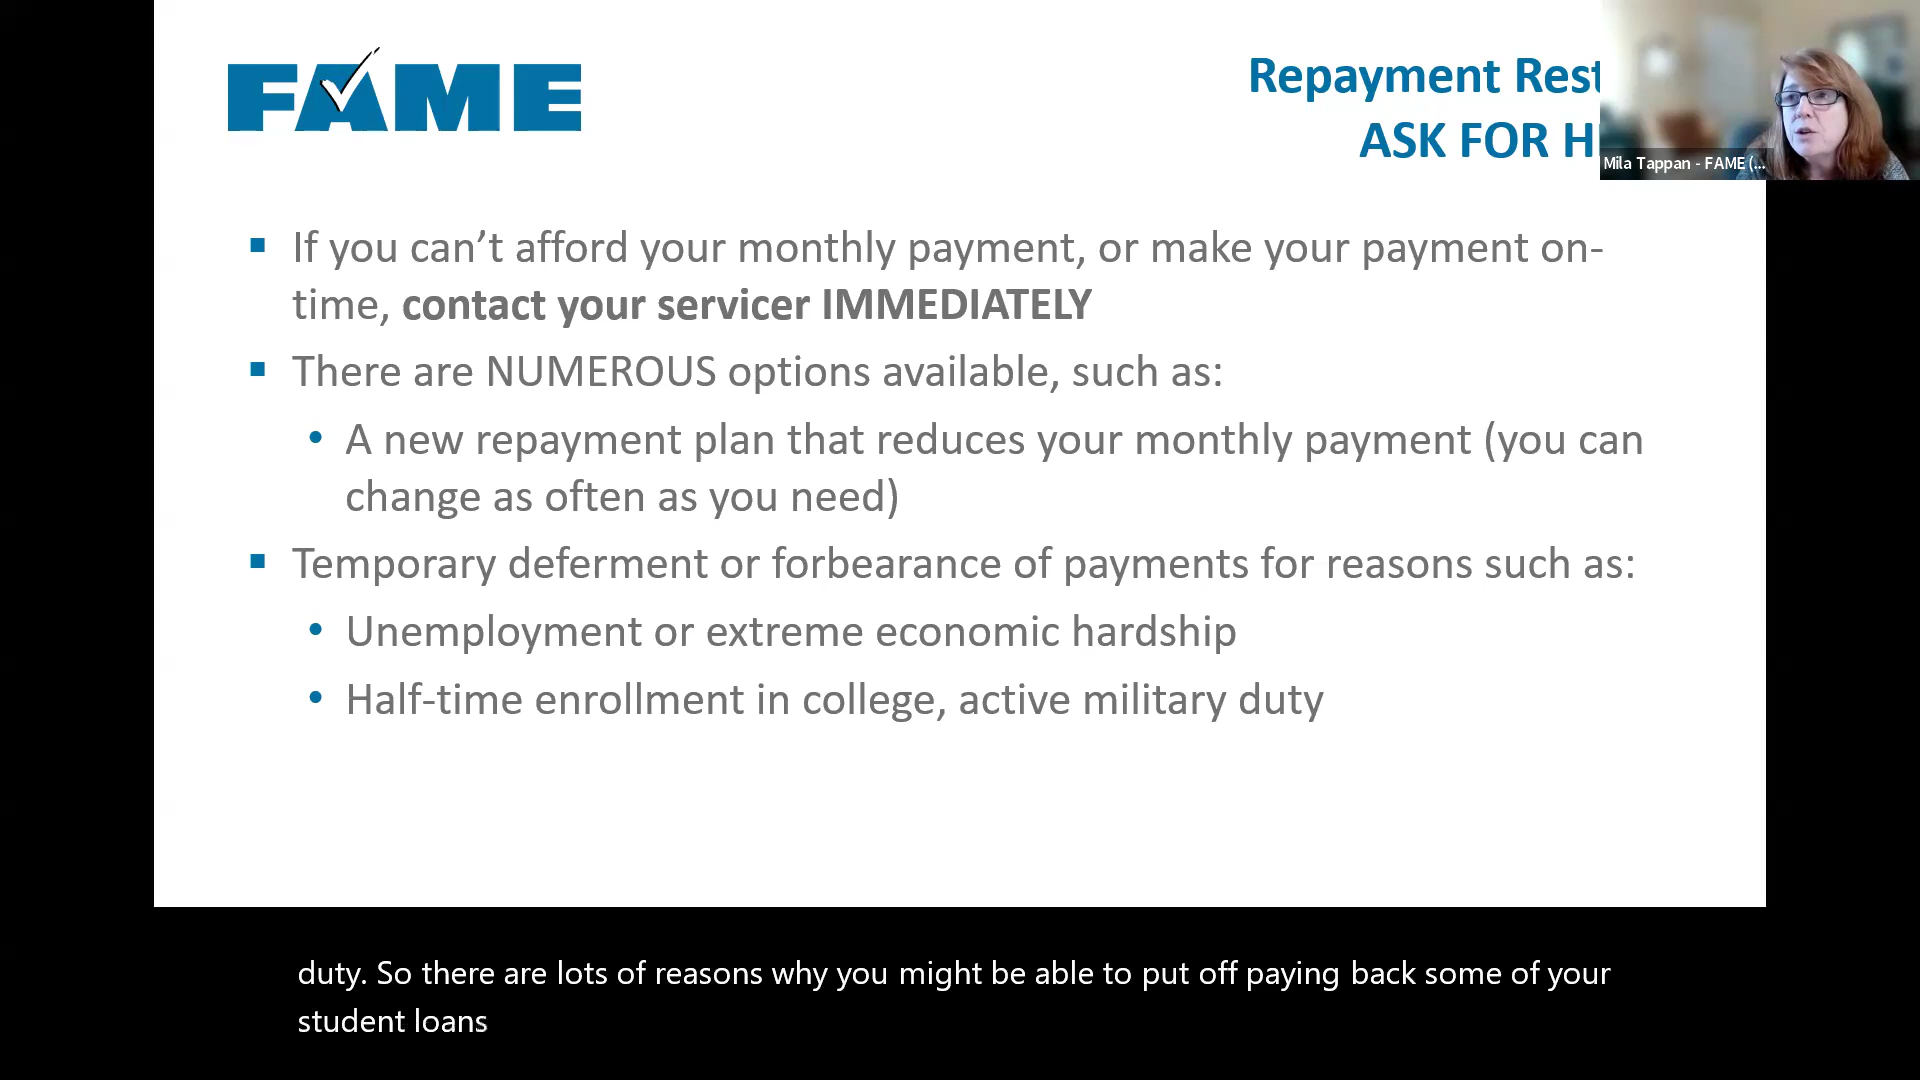 FAME
Repayment Rest
ASK FOR H
Mila Tappan - FAME (...
If you can’t afford your monthly payment, or make your payment on-
time, contact your servicer IMMEDIATELY
There are NUMEROUS options available, such as:
A new repayment plan that reduces your monthly payment (you can
change as often as you need)
Temporary deferment or forbearance of payments for reasons such as:
Unemployment or extreme economic hardship
Half-time enrollment in college, active military duty
duty. So there are lots of reasons why you might be able to put off paying back some of your
student loans